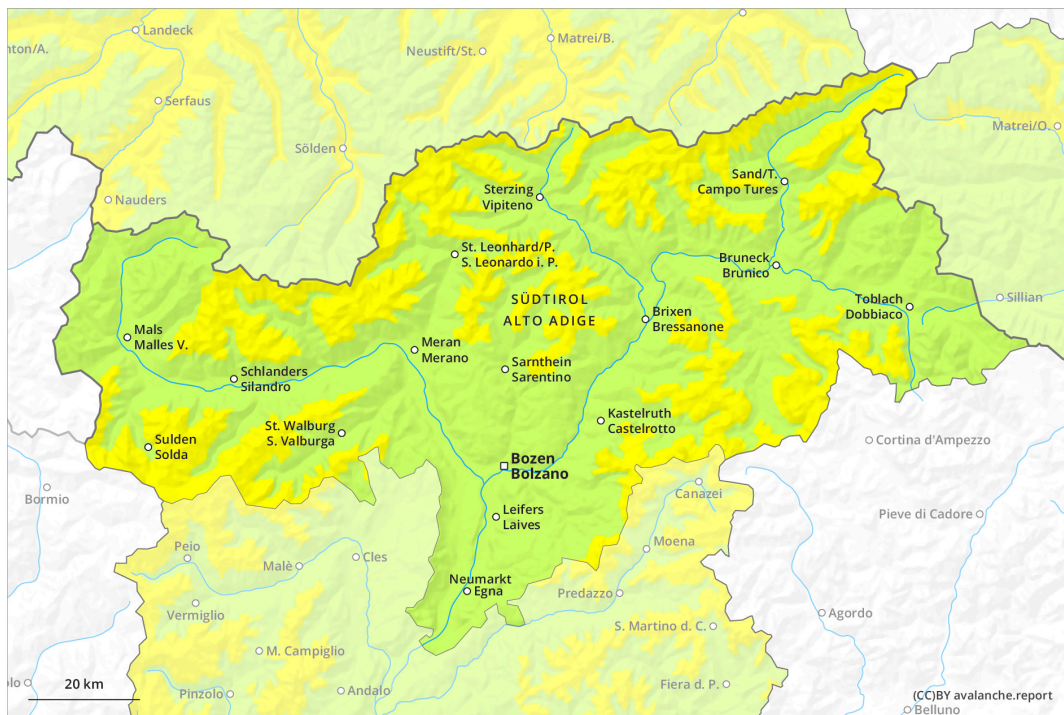 Landeck
Matrei/B.
nton/A.
Neustift/St.
Serfaus
Matrei/O.
Sölden
Sand/T.
Campo Tures
Sterzing
Vipiteno
Nauders
St. Leonhard/P.
S. Leonardo i. P.
Bruneck
Brunico
SÜDTIROL
ALTO ADIGE
Toblach
Dobbiaco
Sillian
Brixen
Bressanone
Mals
Malles V.
Meran
Merano
Sarnthein
Sarentino
Schlanders
Silandro
Kastelruth
Castelrotto
St. Walburg
S. Valburga
Sulden
Solda
Cortina d'Ampezzo
Bozen
Bolzano
Bormio
Canazei
Leifers
Laives
Pieve di Cadore
Moena
Peio
Cles
Malè
Neumarkt
Egna
Predazzo
Vermiglio
Agordo
S. Martino d. C.
M. Campiglio
20 km
olo
Pinzolo
Andalo
Fiera d. P.
(CC)BY avalanche.report
Belluno